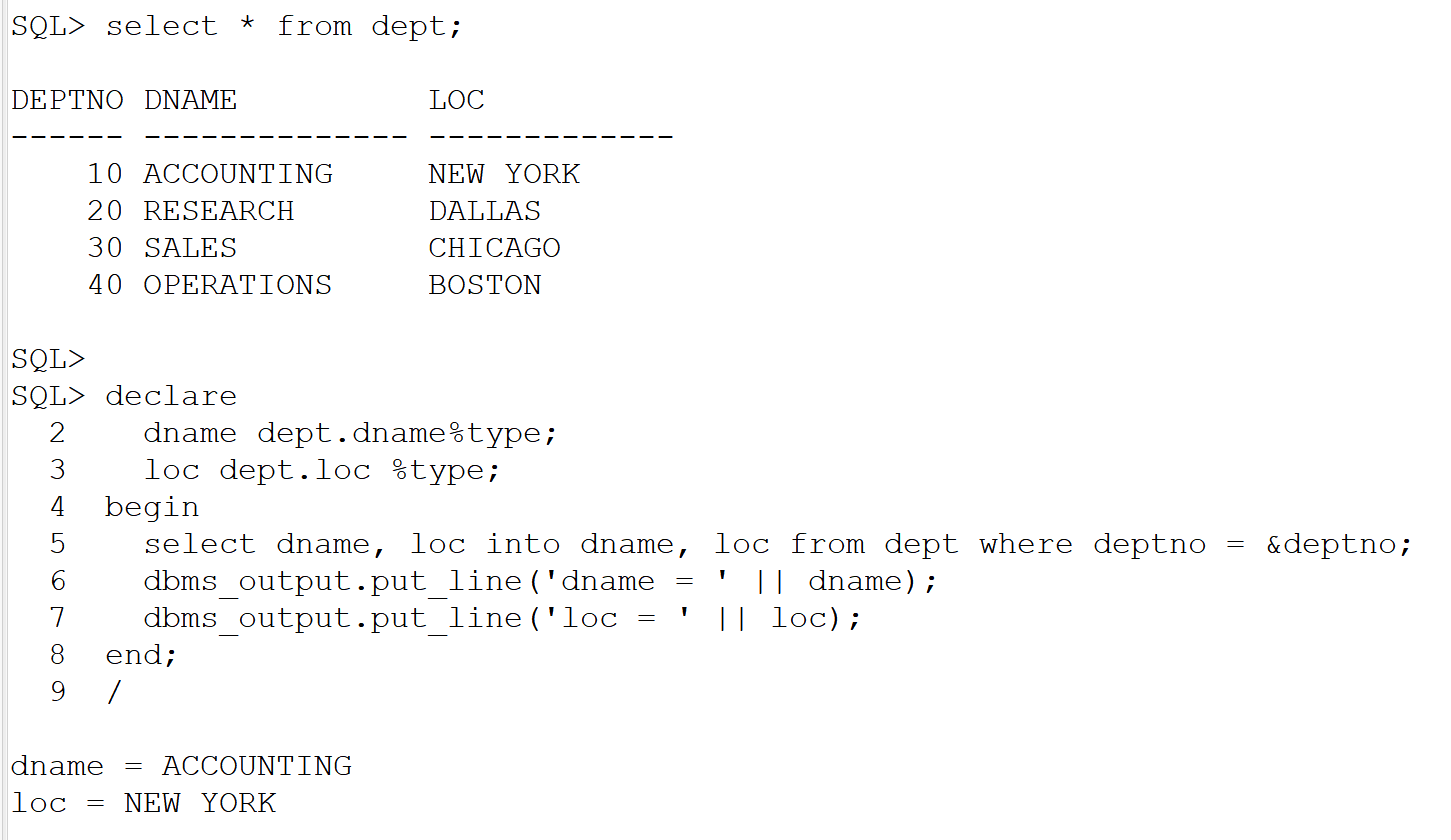 SQL> select * from dept;
DEPTNO DNAME          LOC
------ -------------- -------------
    10 ACCOUNTING     NEW YORK
    20 RESEARCH       DALLAS
    30 SALES          CHICAGO
    40 OPERATIONS     BOSTON
SQL>
SQL> declare
  2    dname dept.dname%type;
  3    loc dept.loc %type;
  4  begin
  5    select dname, loc into dname, loc from dept where deptno = &deptno;
  6    dbms_output.put_line('dname = ' || dname);
  7    dbms_output.put_line('loc = ' || loc);
  8  end;
  9  /
dname = ACCOUNTING
loc = NEW YORK